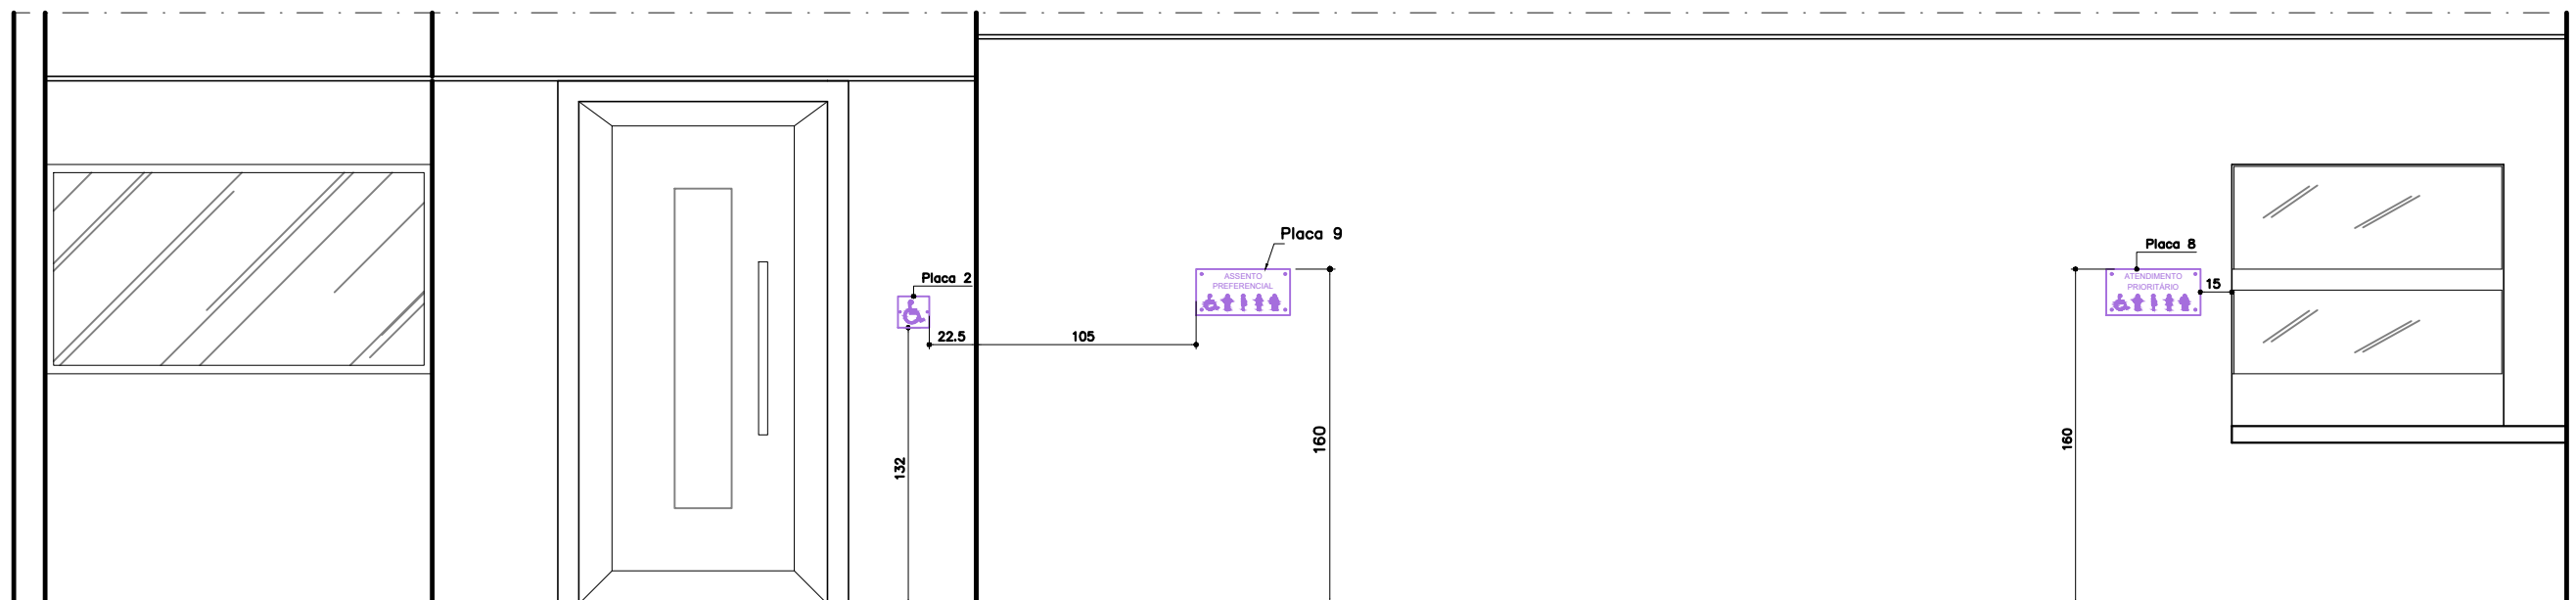 Placa 9
Placa 8
ASSENTO
PREFERENCIAL
ATENDIMENTO
PRIORITÁRIO
Placa 2
15
22.5
105
160
160
132